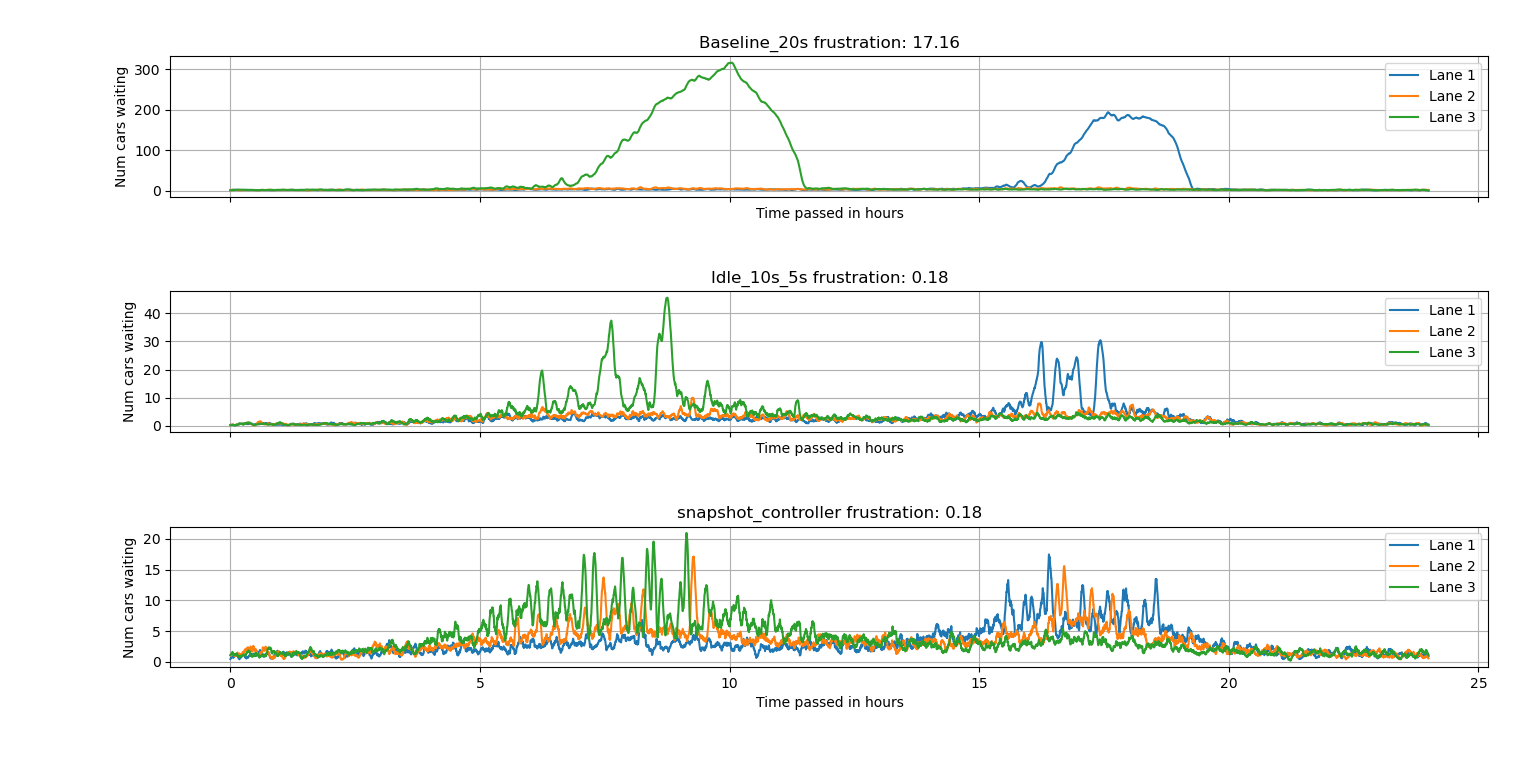 Baseline_20s frustration: 17.16
Num cars waiting
300
200
100
0
Lane 1
Lane 2
Lane 3
Time passed in hours
Idle_10s_5s frustration: 0.18
Num cars waiting
40
30
20
10
0
Lane 1
Lane 2
Lane 3
Time passed in hours
snapshot_controller frustration: 0.18
Num cars waiting
20
15
10
5
0
Lane 1
Lane 2
Lane 3
0 5 10 15 20 25
Time passed in hours